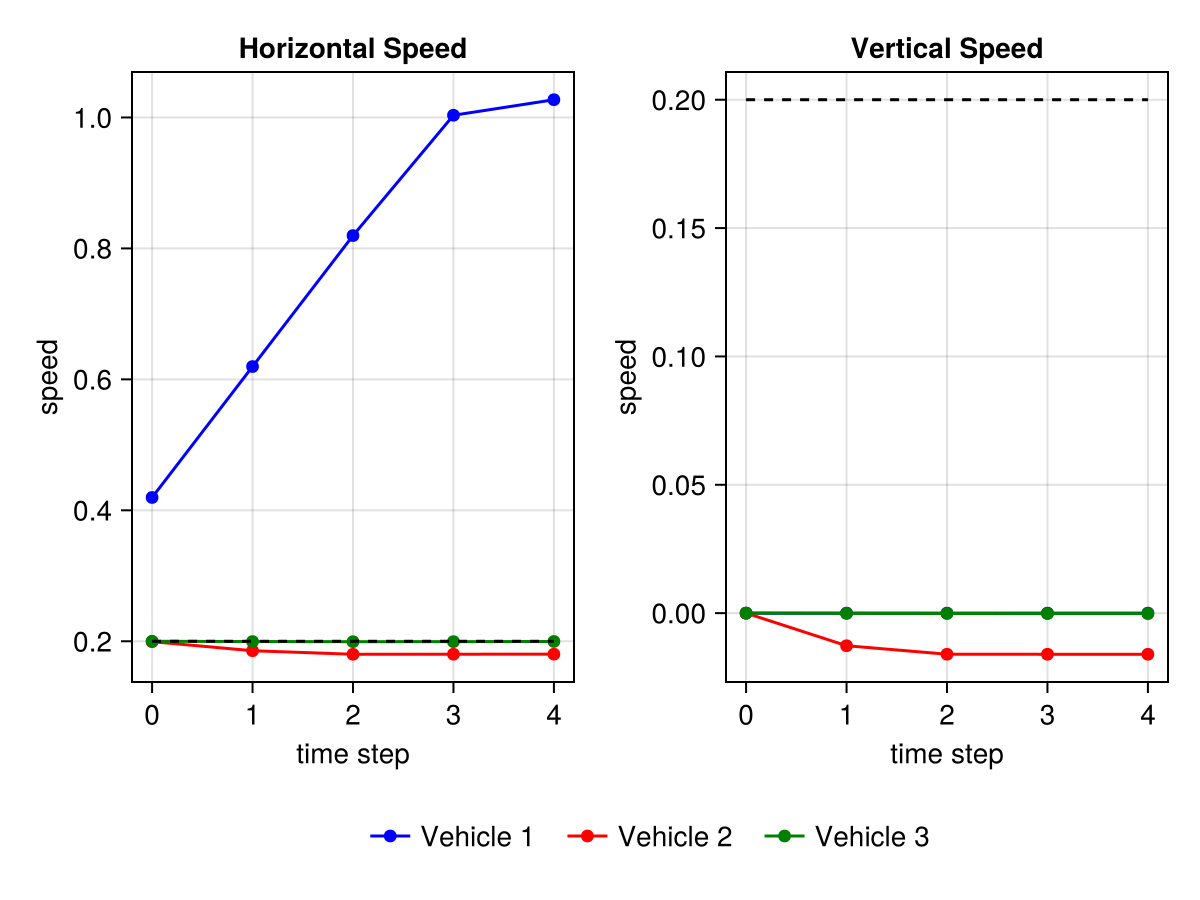 Horizontal Speed
1.0
0.8
0.6
0.4
0.2
speed
0 1 2 3 4
time step
Vertical Speed
0.20
0.15
0.10
0.05
0.00
speed
0 1 2 3 4
time step
Vehicle 1 Vehicle 2 Vehicle 3